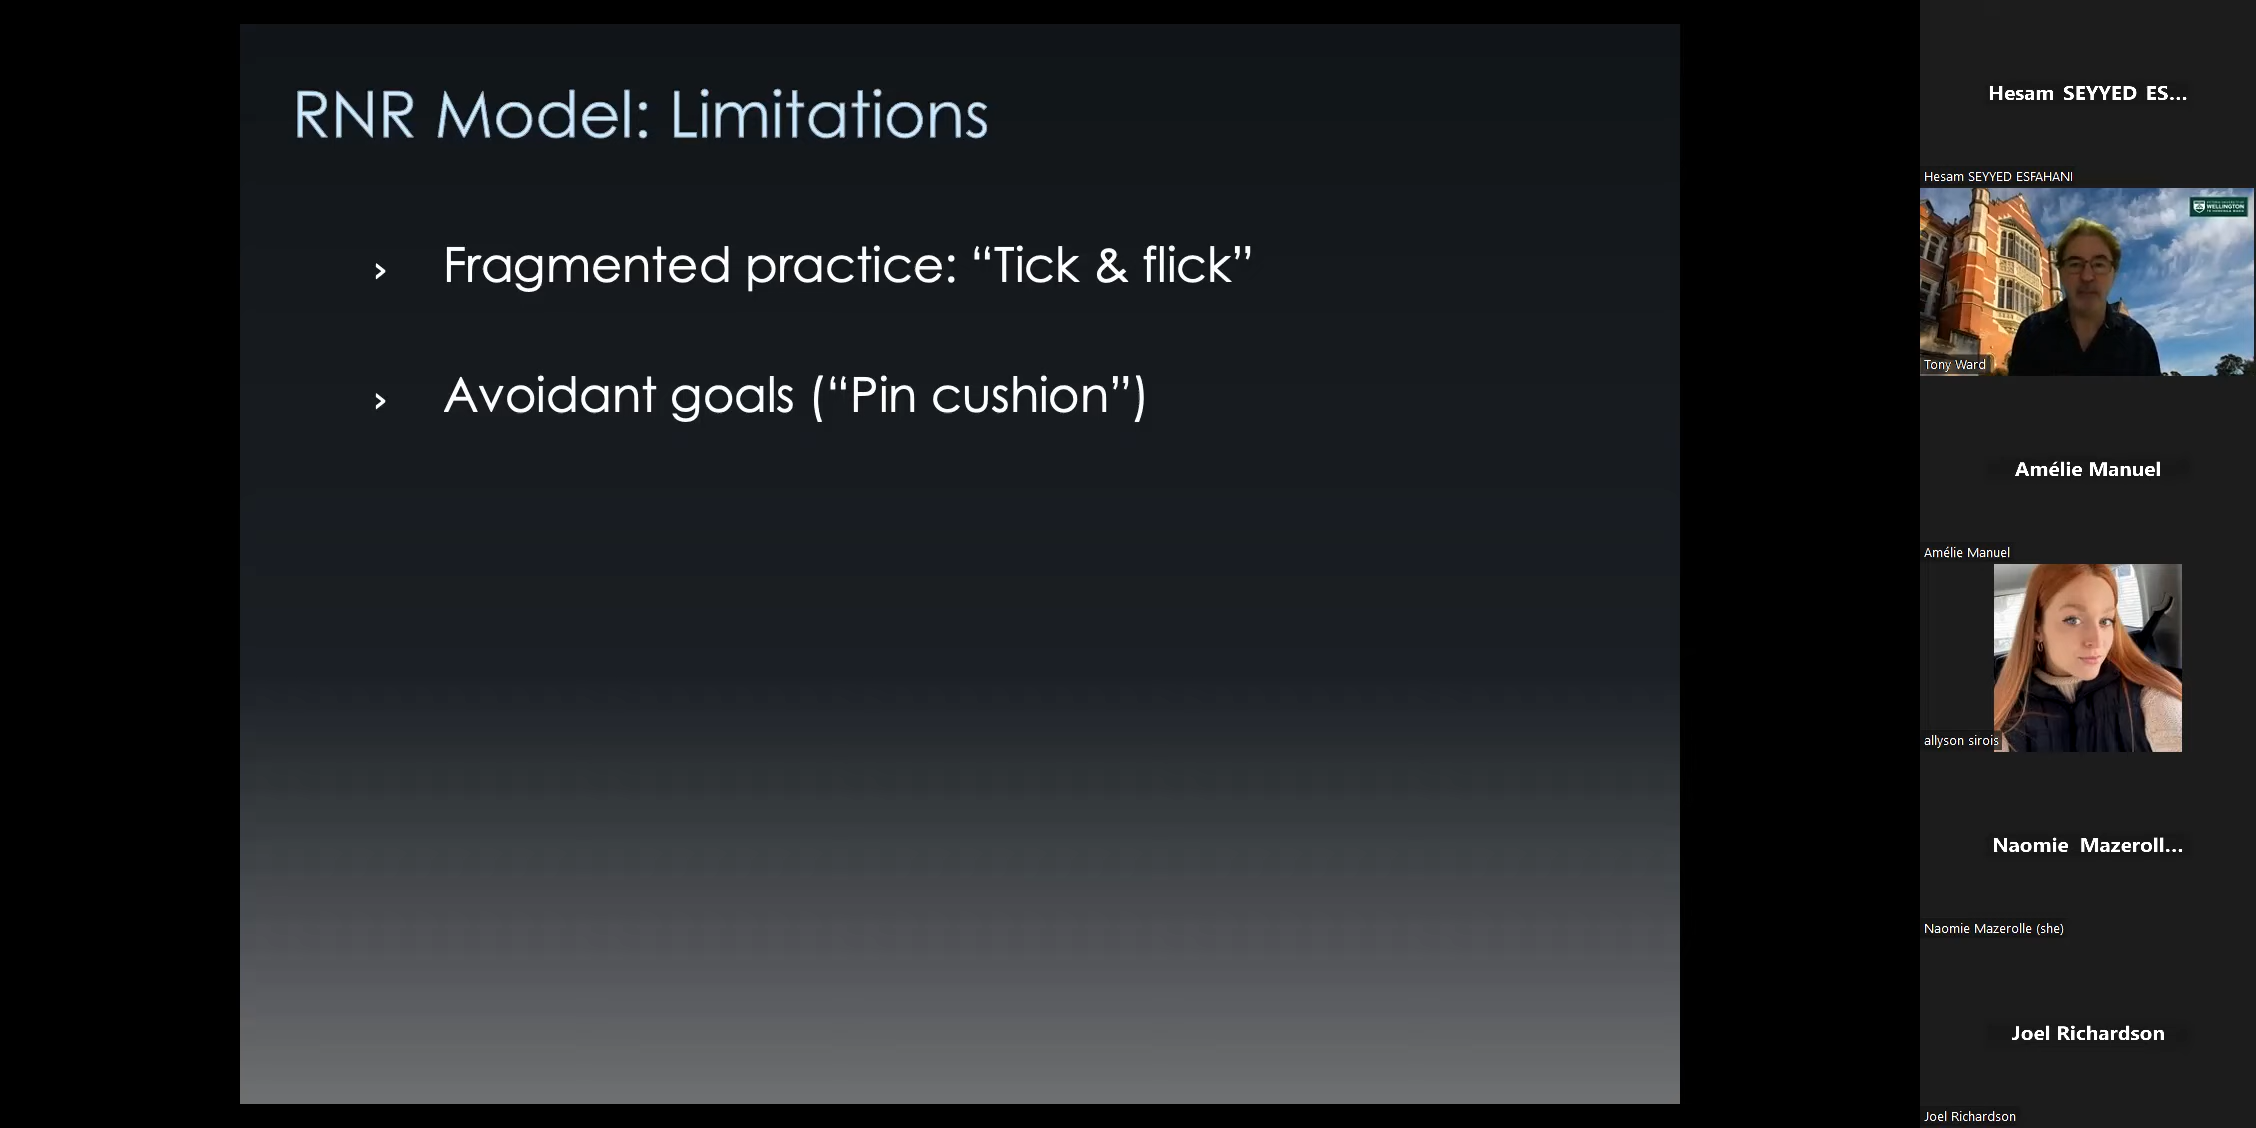 RNR Model: Limitations
› Fragmented practice: “Tick & flick”
› Avoidant goals (“Pin cushion”)
Hesam SEYYED ES...
Hesam SEYYED ESFAHANI
WELLINGTON
Tony Ward
Amélie Manuel
Amélie Manuel
allyson sirois
Naomie Mazeroll...
Naomie Mazerolle (she)
Joel Richardson
Joel Richardson